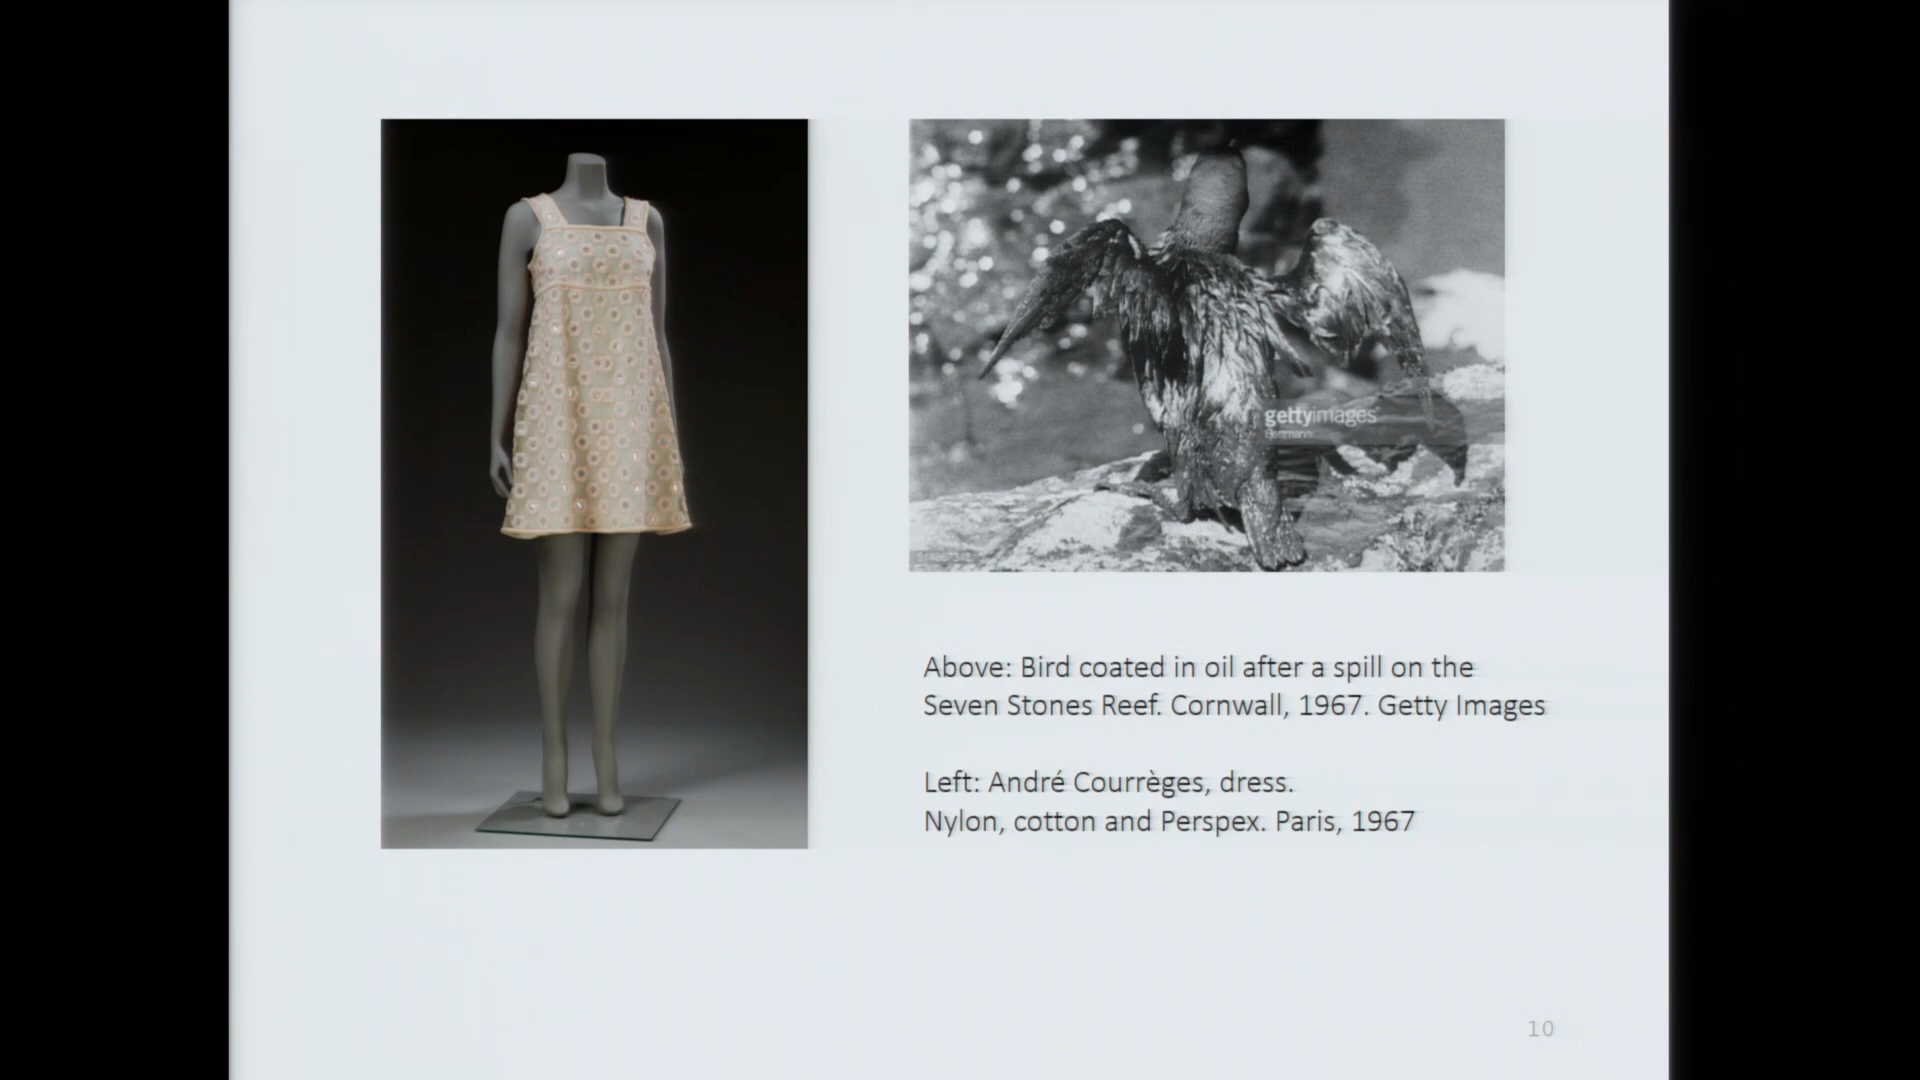 gettyimages
Bettmann
Above: Bird coated in oil after a spill on the
Seven Stones Reef. Cornwall, 1967. Getty Images
Left: André Courrèges, dress.
Nylon, cotton and Perspex. Paris, 1967
10